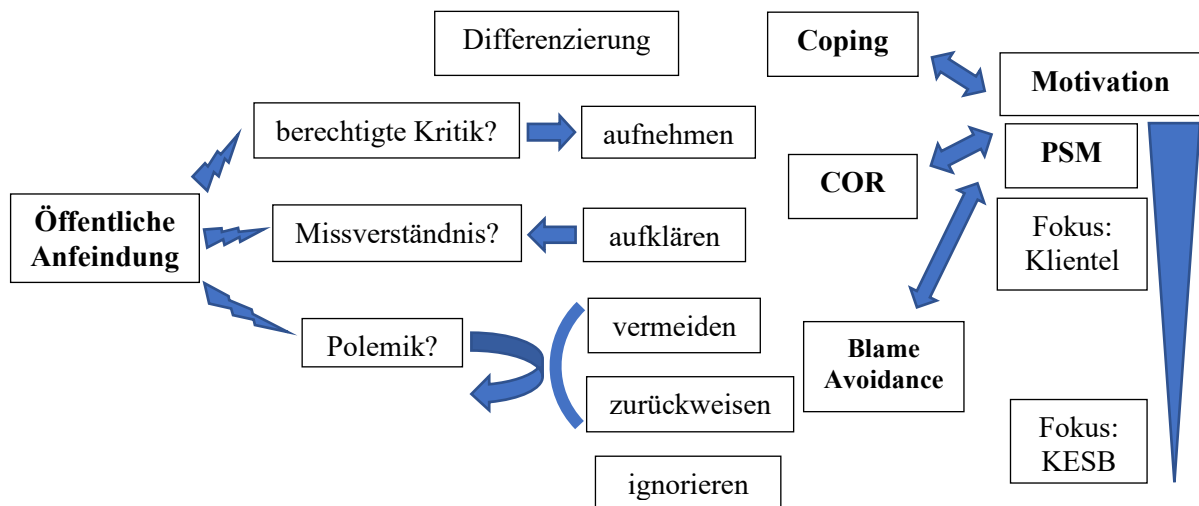 Differenzierung
Coping
Motivation
berechtigte Kritik?
aufnehmen
PSM
COR
Öffentliche
Anfeindung
Missverständnis?
aufklären
Fokus:
Klientel
Polemik?
vermeiden
Blame
Avoidance
zurückweisen
Fokus:
KESB
ignorieren